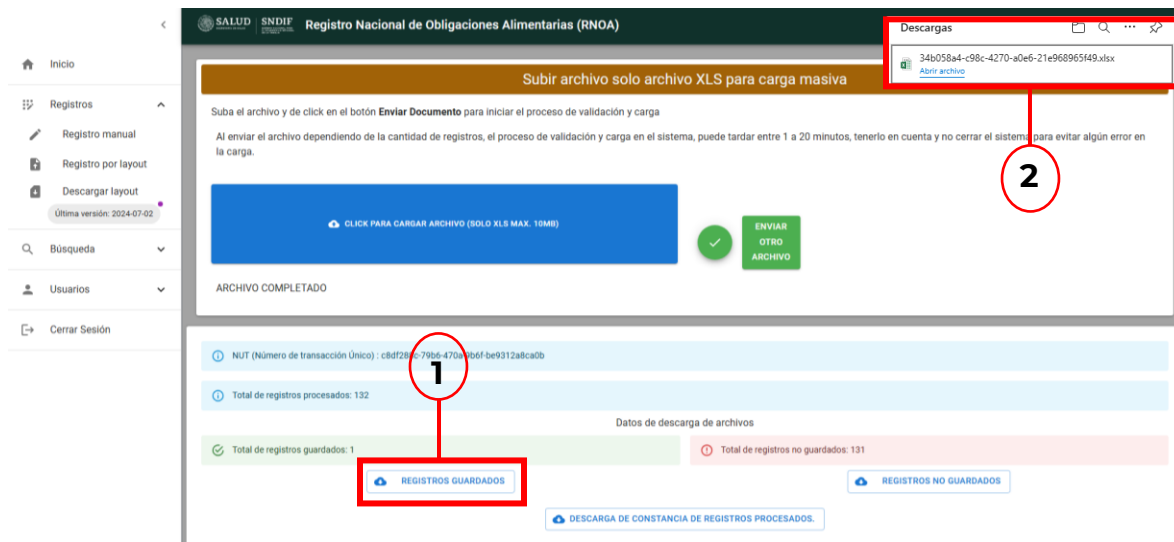 SALUD SNDIF Registro Nacional de Obligaciones Alimentarias (RNOA)
Descargas
34b058a4-c98c-4270-a0e6-21e968965f49.xlsx
Abrir archivo
2
Inicio
Registros
Registro manual
Registro por layout
Descargar layout
Última versión: 2024-07-02
Búsqueda
Usuarios
Cerrar Sesión
Subir archivo solo archivo XLS para carga masiva
Suba el archivo y de click en el botón Enviar Documento para iniciar el proceso de validación y carga
Al enviar el archivo dependiendo de la cantidad de registros, el proceso de validación y carga en el sistema, puede tardar entre 1 a 20 minutos, tenerlo en cuenta y no cerrar el sistema para evitar algún error en
la carga.
CLICK PARA CARGAR ARCHIVO (SOLO XLS MAX. 10MB)
ENVIAR
OTRO
ARCHIVO
ARCHIVO COMPLETADO
1
NUT (Número de transacción Único) :
Total de registros procesados: 132
Datos de descarga de archivos
Total de registros guardados: 1
Total de registros no guardados: 131
REGISTROS GUARDADOS
REGISTROS NO GUARDADOS
DESCARGA DE CONSTANCIA DE REGISTROS PROCESADOS.